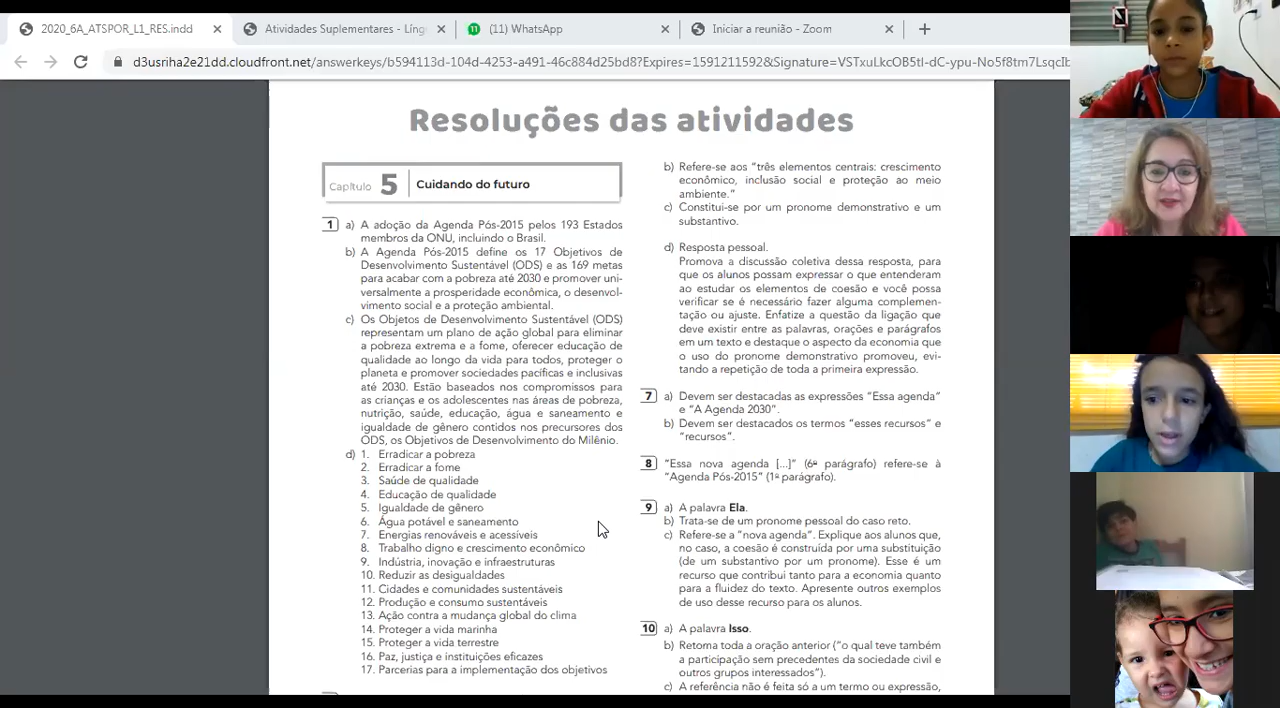 2020_6A_ATSPOR_L1_RES.indd
Atividades Suplementares - Líng
(11) WhatsApp
Iniciar a reunião - Zoom
Resoluções das atividades
Capítulo 5 Cuidando do futuro
1 a) A adoção da Agenda Pós-2015 pelos 193 Estados
membros da ONU, incluindo o Brasil.
b) A Agenda Pós-2015 define os 17 Objetivos de
Desenvolvimento Sustentável (ODS) e as 169 metas
para acabar com a pobreza até 2030 e promover uni-
versalmente a prosperidade econômica, o desenvol-
vimento social e a proteção ambiental.
c) Os Objetos de Desenvolvimento Sustentável (ODS)
representam um plano de ação global para eliminar
a pobreza extrema e a fome, oferecer educação de
qualidade ao longo da vida para todos, proteger o
planeta e promover sociedades pacíficas e inclusivas
até 2030. Estão baseados nos compromissos para
as crianças e os adolescentes nas áreas de pobreza,
nutrição, saúde, educação, água e saneamento e
igualdade de gênero contidos nos precursores dos
ODS, os Objetivos de Desenvolvimento do Milênio.
d) 1. Erradicar a pobreza
2. Erradicar a fome
3. Saúde de qualidade
4. Educação de qualidade
5. Igualdade de gênero
6. Água potável e saneamento
7. Energias renováveis e acessíveis
8. Trabalho digno e crescimento econômico
9. Indústria, inovação e infraestruturas
10. Reduzir as desigualdades
11. Cidades e comunidades sustentáveis
12. Produção e consumo sustentáveis
13. Ação contra a mudança global do clima
14. Proteger a vida marinha
15. Proteger a vida terrestre
16. Paz, justiça e instituições eficazes
17. Parcerias para a implementação dos objetivos
b) Refere-se aos "três elementos centrais: crescimento
econômico, inclusão social e proteção ao meio
ambiente."
c) Constitui-se por um pronome demonstrativo e um
substantivo.
d) Resposta pessoal.
Promova a discussão coletiva dessa resposta, para
que os alunos possam expressar o que entenderam
ao estudar os elementos de coesão e você possa
verificar se é necessário fazer alguma complemen-
tação ou ajuste. Enfatize a questão da ligação que
deve existir entre as palavras, orações e parágrafos
em um texto e destaque o aspecto da economia que
o uso do pronome demonstrativo promoveu, evi-
tando a repetição de toda a primeira expressão.
7 a) Devem ser destacadas as expressões "Essa agenda"
e "A Agenda 2030".
b) Devem ser destacados os termos "esses recursos" e
"recursos".
8 "Essa nova agenda [...]" (6º parágrafo) refere-se à
"Agenda Pós-2015" (1º parágrafo).
9 a) A palavra Ela.
b) Trata-se de um pronome pessoal do caso reto.
c) Refere-se a "nova agenda". Explique aos alunos que,
no caso, a coesão é construída por uma substituição
(de um substantivo por um pronome). Esse é um
recurso que contribui tanto para a economia quanto
para a fluidez do texto. Apresente outros exemplos
de uso desse recurso para os alunos.
10 a) A palavra Isso.
b) Retoma toda a oração anterior ("o qual teve também
a participação sem precedentes da sociedade civil e
outros grupos interessados").
c) A referência não é feita só a um termo ou expressão,